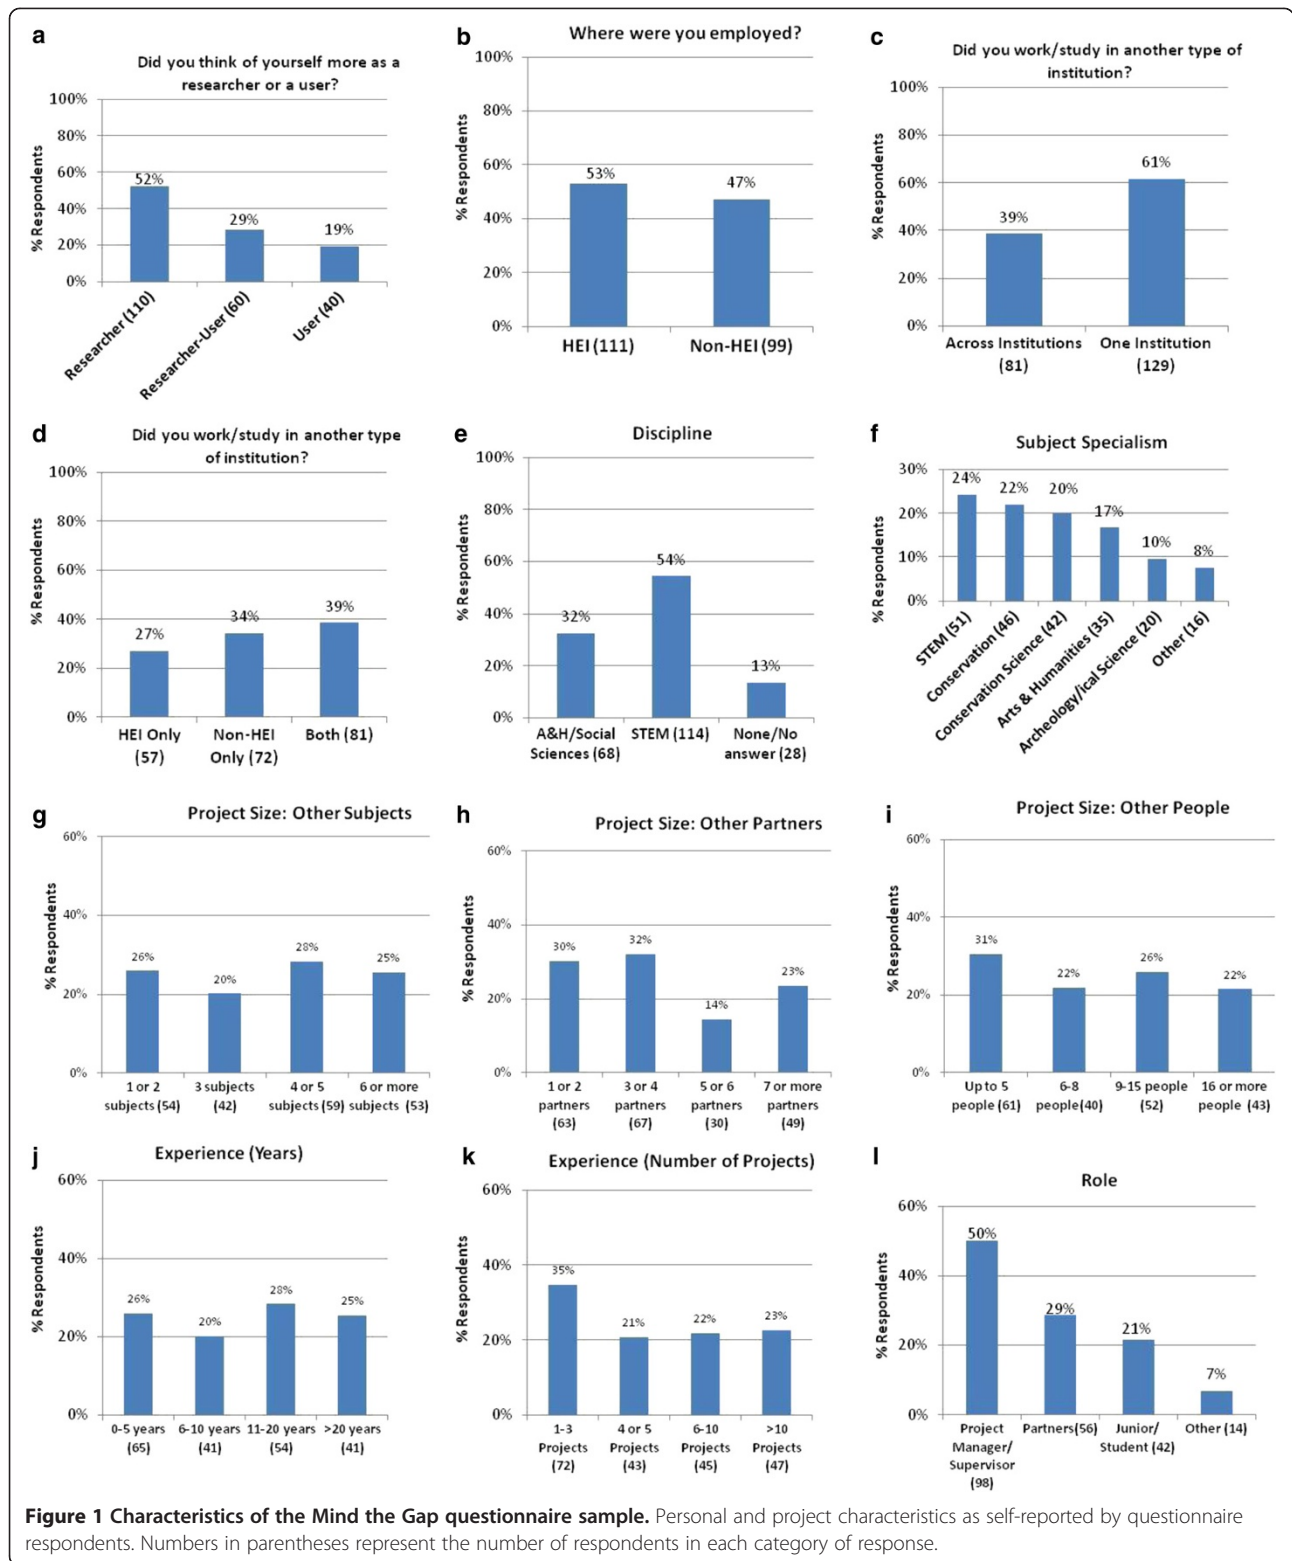 a
Did you think of yourself more as a
researcher or a user?
% Respondents
100%
80%
60%
40%
20%
0%
52%
29%
19%
Researcher (110)
Researcher-User (60)
User (40)
b
Where were you employed?
% Respondents
100%
80%
60%
40%
20%
0%
53%
47%
HEI (111)
Non-HEI (99)
c
Did you work/study in another type of
institution?
% Respondents
100%
80%
60%
40%
20%
0%
39%
61%
Across Institutions
(81)
One Institution
(129)
d
Did you work/study in another type
of institution?
% Respondents
100%
80%
60%
40%
20%
0%
27%
34%
39%
HEI Only
(57)
Non-HEI
Only (72)
Both (81)
e
Discipline
% Respondents
100%
80%
60%
40%
20%
0%
32%
54%
13%
A&H/Social
Sciences (68)
STEM (114)
None/No
answer (28)
f
Subject Specialism
% Respondents
30%
20%
10%
0%
24%
22%
20%
17%
10%
8%
STEM (51)
Conservation (46)
Conservation Science (42)
Arts & Humanities (35)
Archeology/ical Science (20)
Other (16)
g
Project Size: Other Subjects
% Respondents
60%
40%
20%
0%
26%
20%
28%
25%
1 or 2
subjects (54)
3 subjects
(42)
4 or 5
subjects (59)
6 or more
subjects (53)
h
Project Size: Other Partners
% Respondents
60%
40%
20%
0%
30%
32%
14%
23%
1 or 2
partners
(63)
3 or 4
partners
(67)
5 or 6
partners
(30)
7 or more
partners
(49)
i
Project Size: Other People
% Respondents
60%
40%
20%
0%
31%
22%
26%
22%
Up to 5
people (61)
6-8
people(40)
9-15 people
(52)
16 or more
people (43)
j
Experience (Years)
% Respondents
60%
40%
20%
0%
26%
20%
28%
25%
0-5 years
(65)
6-10 years
(41)
11-20 years
(54)
>20 years
(41)
k
Experience (Number of Projects)
% Respondents
60%
40%
20%
0%
35%
21%
22%
23%
1-3
Projects
(72)
4 or 5
Projects
(43)
6-10
Projects
(45)
>10
Projects
(47)
l
Role
% Respondents
60%
40%
20%
0%
50%
29%
21%
7%
Project
Manager/
Supervisor
(98)
Partners(56)
Junior/
Student (42)
Other (14)
Figure 1 Characteristics of the Mind the Gap questionnaire sample. Personal and project characteristics as self-reported by questionnaire
respondents. Numbers in parentheses represent the number of respondents in each category of response.